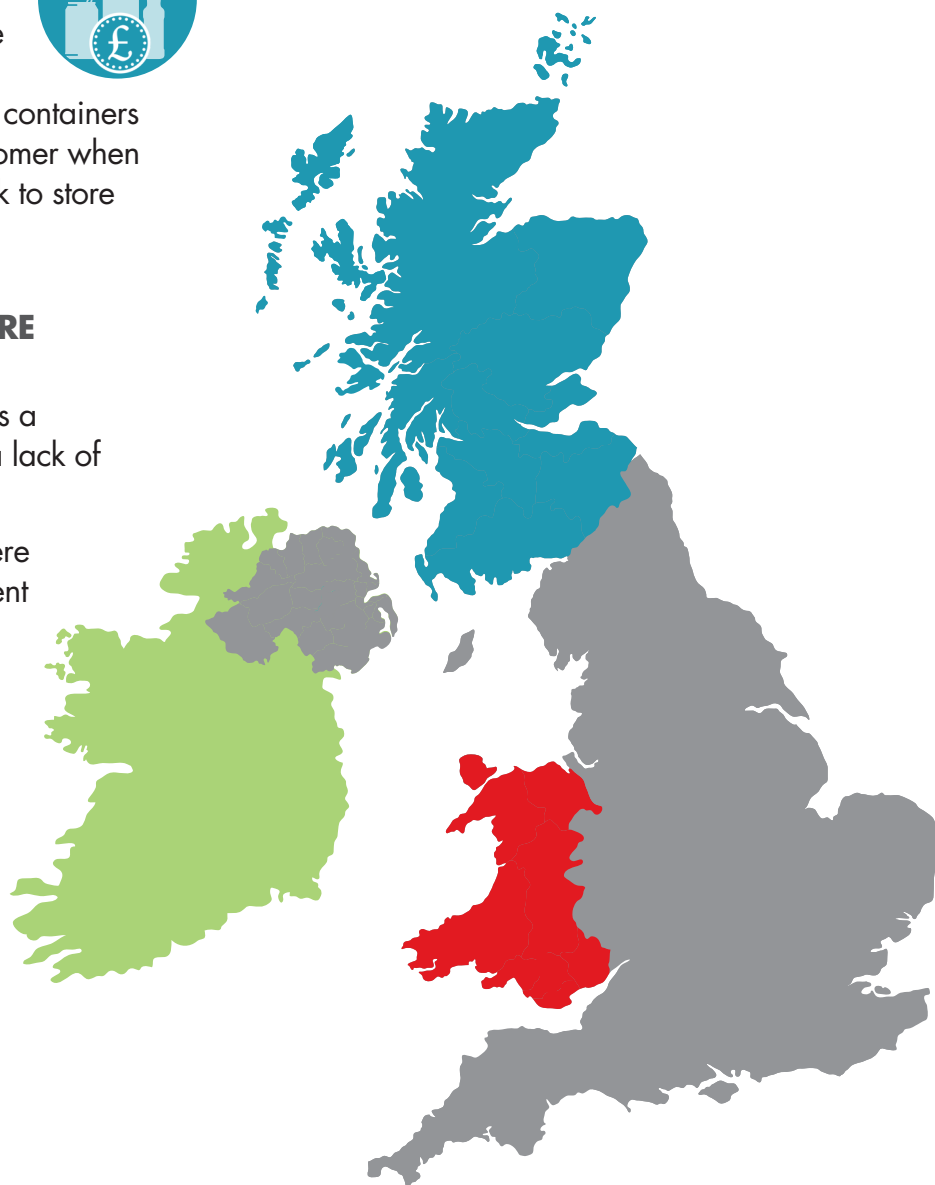 £
e
containers
omer when
k to store
RE
s a
lack of
ere
ent